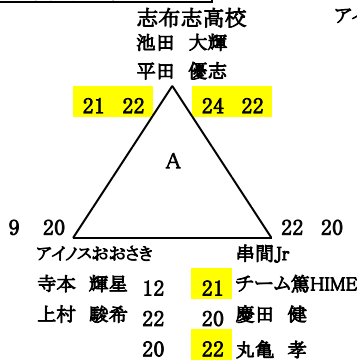 志布志高校
アイ
池田 大輝
平田 優志
21 22 24 22
A
9 20 22 20
アイノスおおさき 串間Jr
寺本 輝星 12 21 チーム篤HIME
上村 駿希 22 20 慶田 健
20 22 丸亀 孝